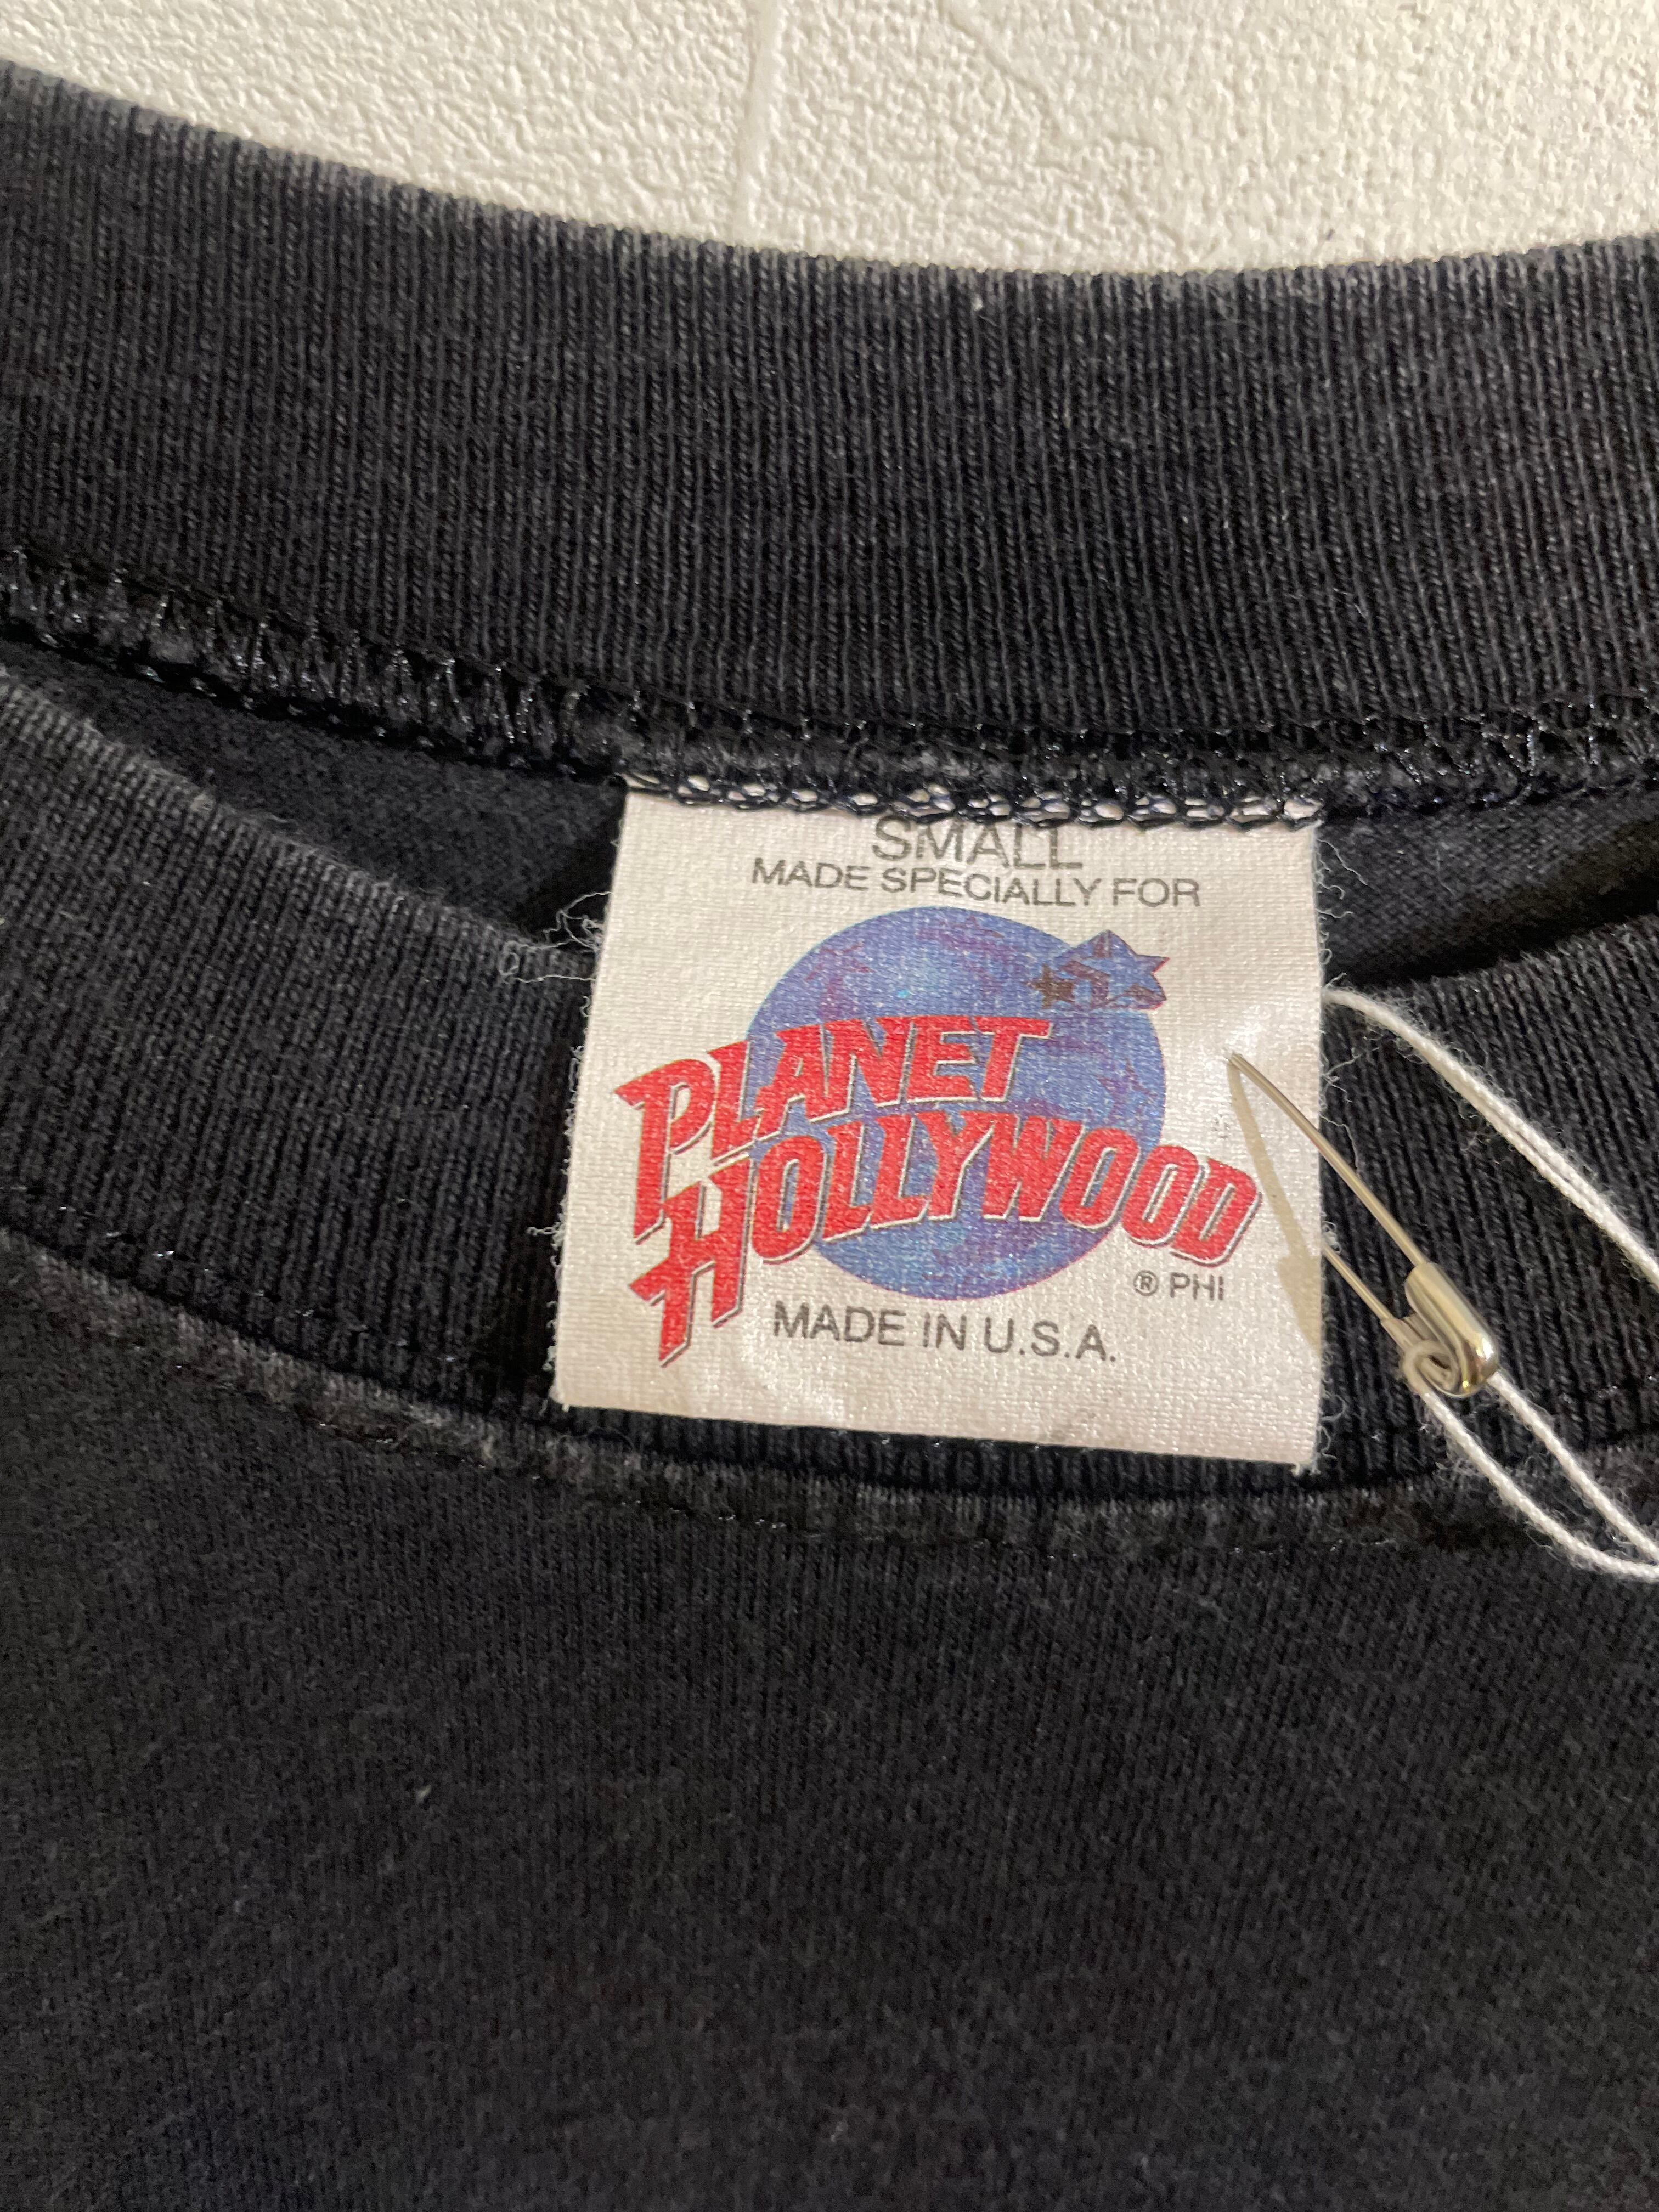 SMALL
MADE SPECIALLY FOR
PLANET
HOLLYWOOD
® PHI
MADE IN U.S.A.